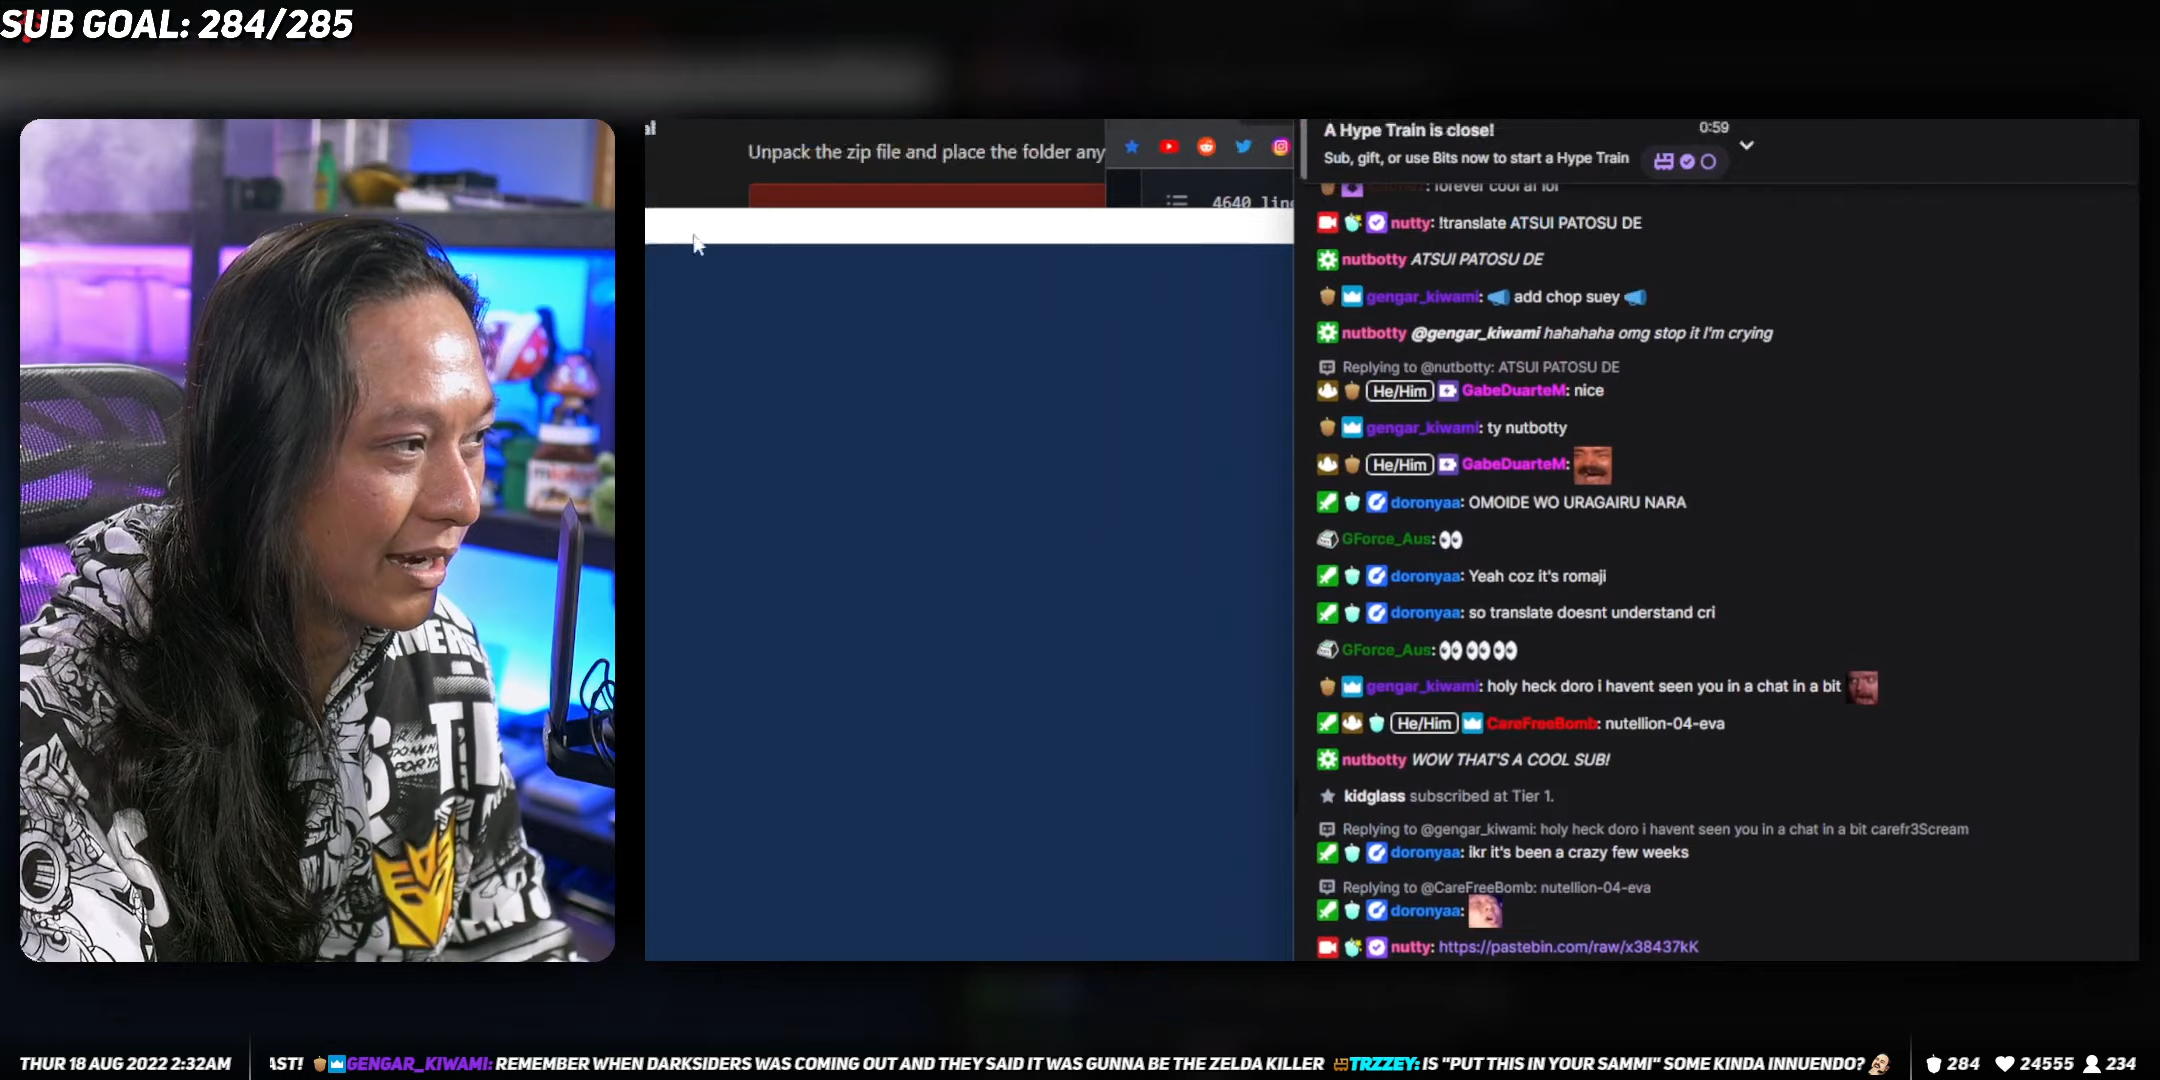 SUB GOAL: 284/285
Unpack the zip file and place the folder any
4640 line
A Hype Train is close!
0:59
Sub, gift, or use Bits now to start a Hype Train
forever cool af lol
nutty: !translate ATSUI PATOSU DE
nutbotty ATSUI PATOSU DE
gengar_kiwami: 📣 add chop suey 📣
nutbotty @gengar_kiwami hahahaha omg stop it I'm crying
Replying to @nutbotty: ATSUI PATOSU DE
He/Him GabeDuarteM: nice
gengar_kiwami: ty nutbotty
He/Him GabeDuarteM:
doronyaa: OMOIDE WO URAGAIRU NARA
GForce_Aus: 👀
doronyaa: Yeah coz it's romaji
doronyaa: so translate doesnt understand cri
GForce_Aus: 👀👀👀
gengar_kiwami: holy heck doro i havent seen you in a chat in a bit
He/Him CareFreeBomb: nutellion-04-eva
nutbotty WOW THAT'S A COOL SUB!
kidglass subscribed at Tier 1.
Replying to @gengar_kiwami: holy heck doro i havent seen you in a chat in a bit carefr3Scream
doronyaa: ikr it's been a crazy few weeks
Replying to @CareFreeBomb: nutellion-04-eva
doronyaa:
nutty: https://pastebin.com/raw/x38437kK
THUR 18 AUG 2022 2:32AM
AST! GENGAR_KIWAMI: REMEMBER WHEN DARKSIDERS WAS COMING OUT AND THEY SAID IT WAS GUNNA BE THE ZELDA KILLER TRZZEY: IS "PUT THIS IN YOUR SAMMI" SOME KINDA INNUENDO?
284 24555 234